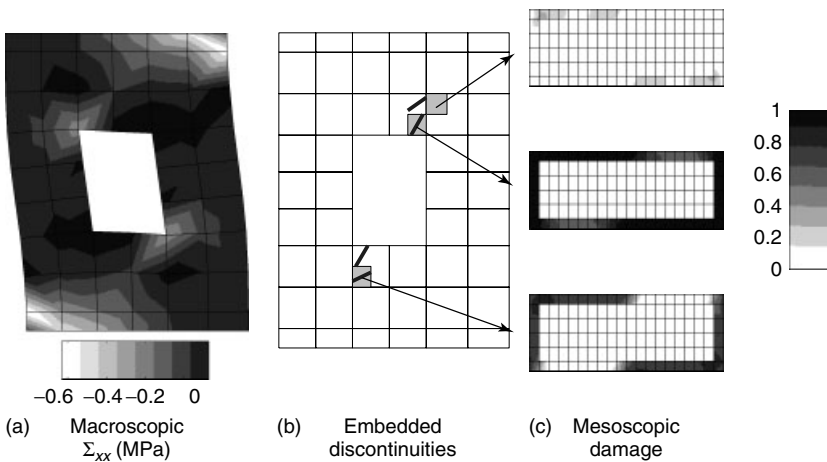 1
0.8
0.6
0.4
0.2
0
−0.6 −0.4 −0.2 0
(a) Macroscopic
Σxx (MPa)
(b) Embedded
discontinuities
(c) Mesoscopic
damage